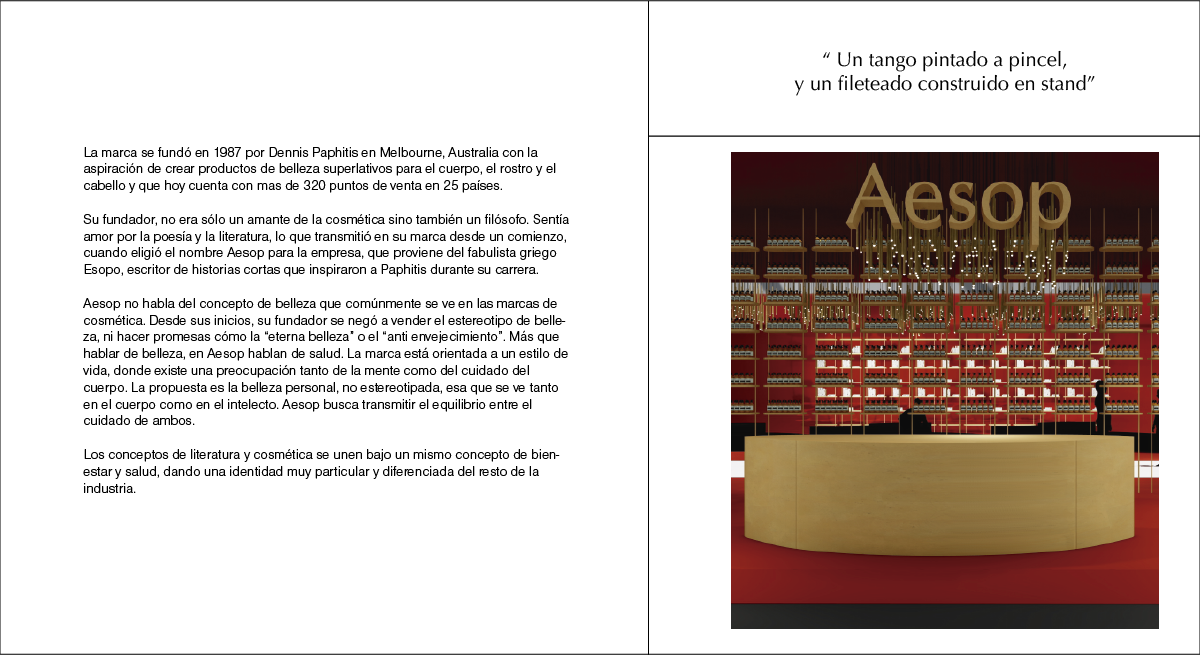 La marca se fundó en 1987 por Dennis Paphitis en Melbourne, Australia con la
aspiración de crear productos de belleza superlativos para el cuerpo, el rostro y el
cabello y que hoy cuenta con mas de 320 puntos de venta en 25 países.
Su fundador, no era sólo un amante de la cosmética sino también un filósofo. Sentía
amor por la poesía y la literatura, lo que transmitió en su marca desde un comienzo,
cuando eligió el nombre Aesop para la empresa, que proviene del fabulista griego
Esopo, escritor de historias cortas que inspiraron a Paphitis durante su carrera.
Aesop no habla del concepto de belleza que comúnmente se ve en las marcas de
cosmética. Desde sus inicios, su fundador se negó a vender el estereotipo de belle-
za, ni hacer promesas cómo la “eterna belleza” o el “anti envejecimiento”. Más que
hablar de belleza, en Aesop hablan de salud. La marca está orientada a un estilo de
vida, donde existe una preocupación tanto de la mente como del cuidado del
cuerpo. La propuesta es la belleza personal, no estereotipada, esa que se ve tanto
en el cuerpo como en el intelecto. Aesop busca transmitir el equilibrio entre el
cuidado de ambos.
Los conceptos de literatura y cosmética se unen bajo un mismo concepto de bien-
estar y salud, dando una identidad muy particular y diferenciada del resto de la
industria.
“ Un tango pintado a pincel,
y un fileteado construido en stand”
Aesop